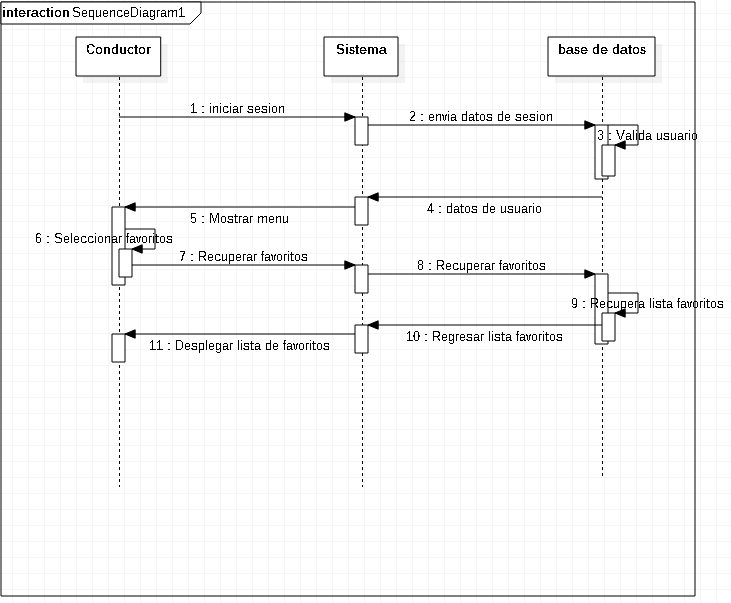 interaction SequenceDiagram1
Conductor
Sistema
base de datos
1 : iniciar sesion
2 : envia datos de sesion
3 : Valida usuario
4 : datos de usuario
5 : Mostrar menu
6 : Seleccionar favoritos
7 : Recuperar favoritos
8 : Recuperar favoritos
9 : Recupera lista favoritos
10 : Regresar lista favoritos
11 : Desplegar lista de favoritos